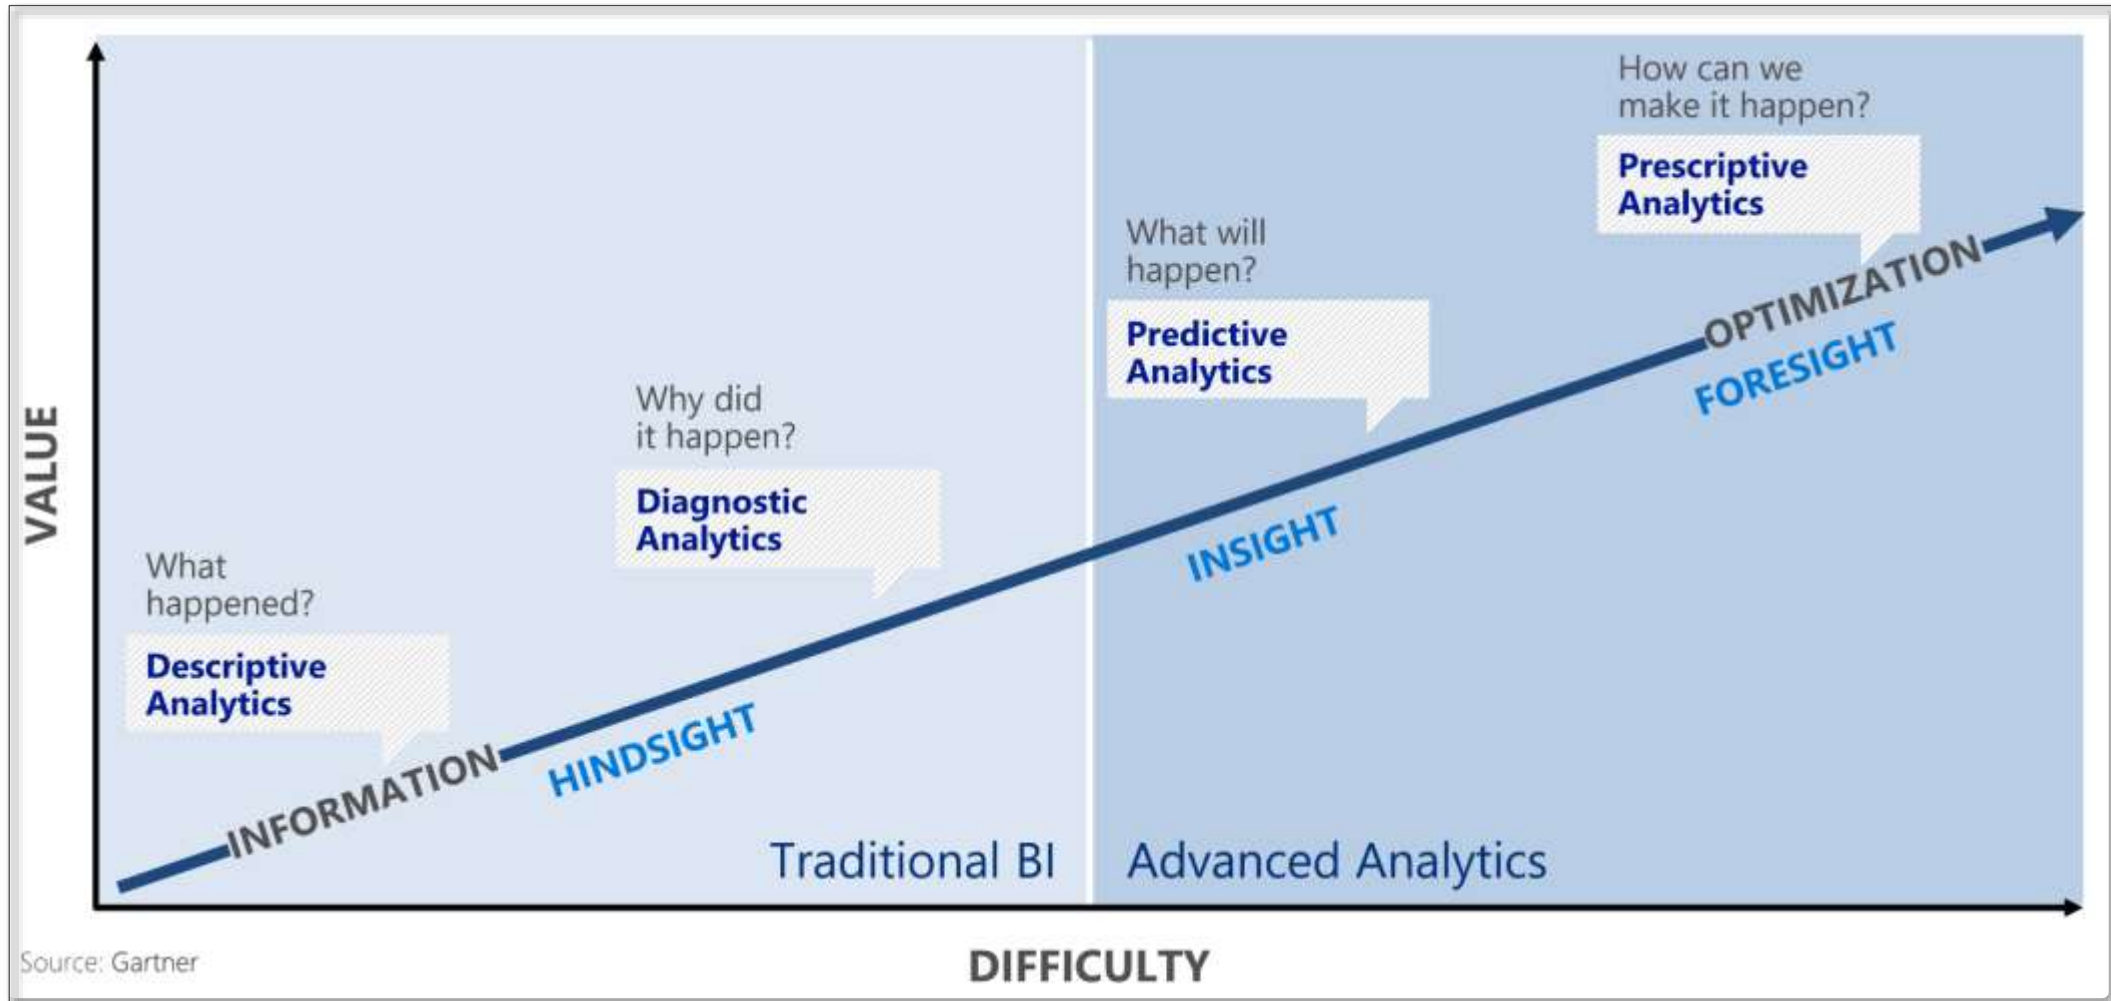 How can we
make it happen?
Prescriptive
Analytics
What will
happen?
Predictive
Analytics
OPTIMIZATION
FORESIGHT
Why did
it happen?
Diagnostic
Analytics
INSIGHT
VALUE
What
happened?
Descriptive
Analytics
INFORMATION
HINDSIGHT
Traditional BI
Advanced Analytics
Source: Gartner
DIFFICULTY